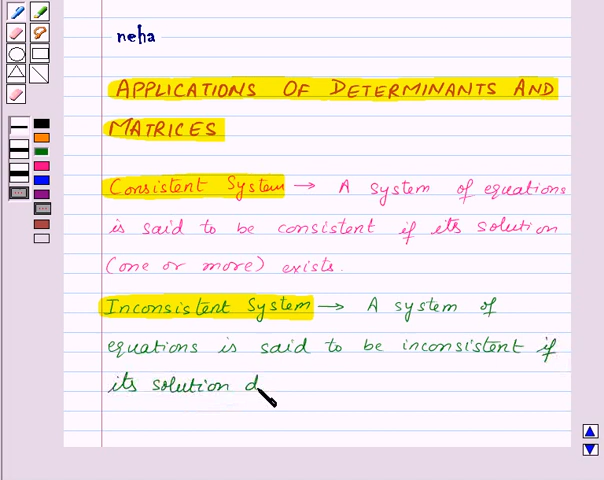 neha
APPLICATIONS OF DETERMINANTS AND
MATRICES
Consistent System → A system of equations
is said to be consistent if its solution
(one or more) exists.
Inconsistent System → A system of
equations is said to be inconsistent if
its solution d